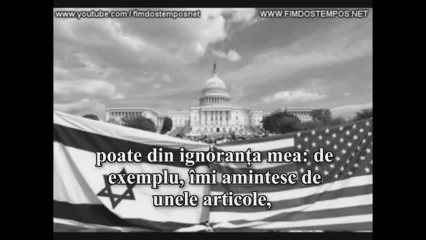 www.youtube.com / fimdostemposnet
WWW.FIMDOSTEMPOS.NET
poate din ignoranța mea: de
exemplu, îmi amintesc de
unele articole,